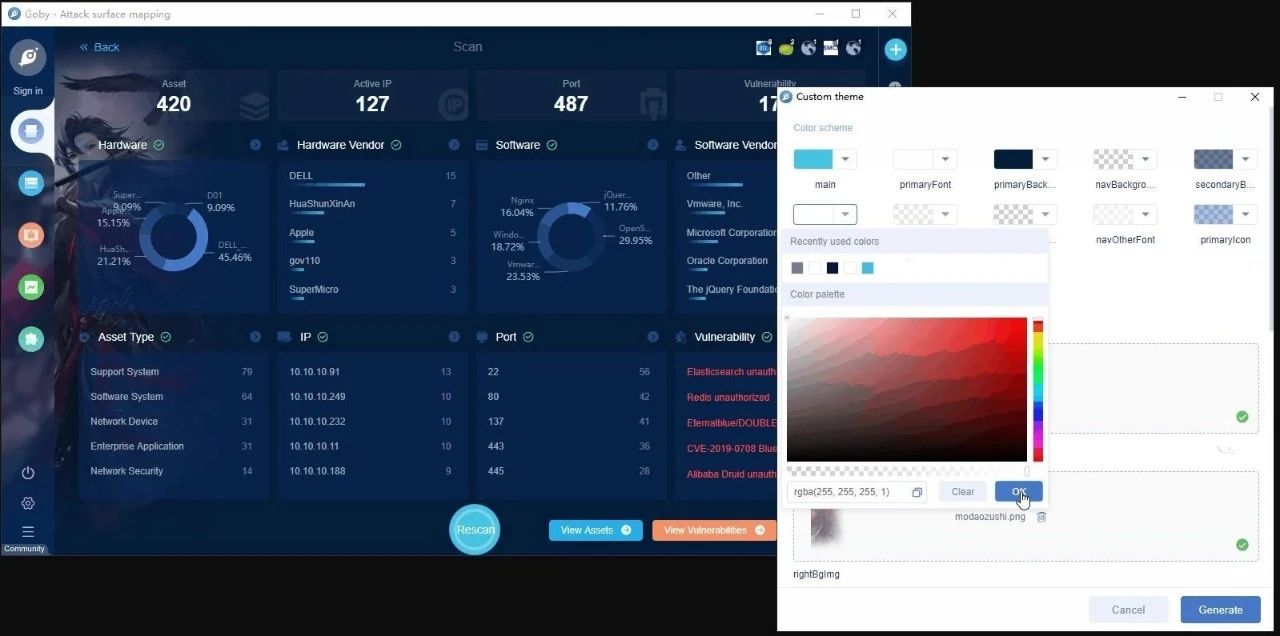 Goby - Attack surface mapping
Back
Scan
Sign in
Asset
420
Active IP
127
Port
487
Vulnerability
Hardware
Hardware Vendor
Software
Software Vendor
Super...
9.09%
D01
9.09%
Apple
15.15%
HuaSh...
21.21%
DELL_...
45.46%
DELL 15
HuaShunXinAn 7
Apple 5
gov110 3
SuperMicro 3
Nginx
16.04%
jQuer...
11.76%
Windo...
18.72%
OpenS...
29.95%
Vmwar...
23.53%
Other
Vmware, Inc.
Microsoft Corporation
Oracle Corporation
The jQuery Foundati
Asset Type
IP
Port
Vulnerability
Support System 79
Software System 64
Network Device 31
Enterprise Application 31
Network Security 14
10.10.10.91 13
10.10.10.249 10
10.10.10.232 10
10.10.10.11 10
10.10.10.188 9
22 56
80 42
137 41
443 36
445 28
Elasticsearch unauth
Redis unauthorized
Eternalblue/DOUBLE
CVE-2019-0708 Blue
Alibaba Druid unauth
Rescan
View Assets
View Vulnerabilities
Community
Custom theme
Color scheme
main
primaryFont
primaryBack...
navBackgro...
secondaryB...
navOtherFont
primaryIcon
Recently used colors
Color palette
rgba(255, 255, 255, 1)
Clear
OK
modaozushi.png
rightBgImg
Cancel
Generate